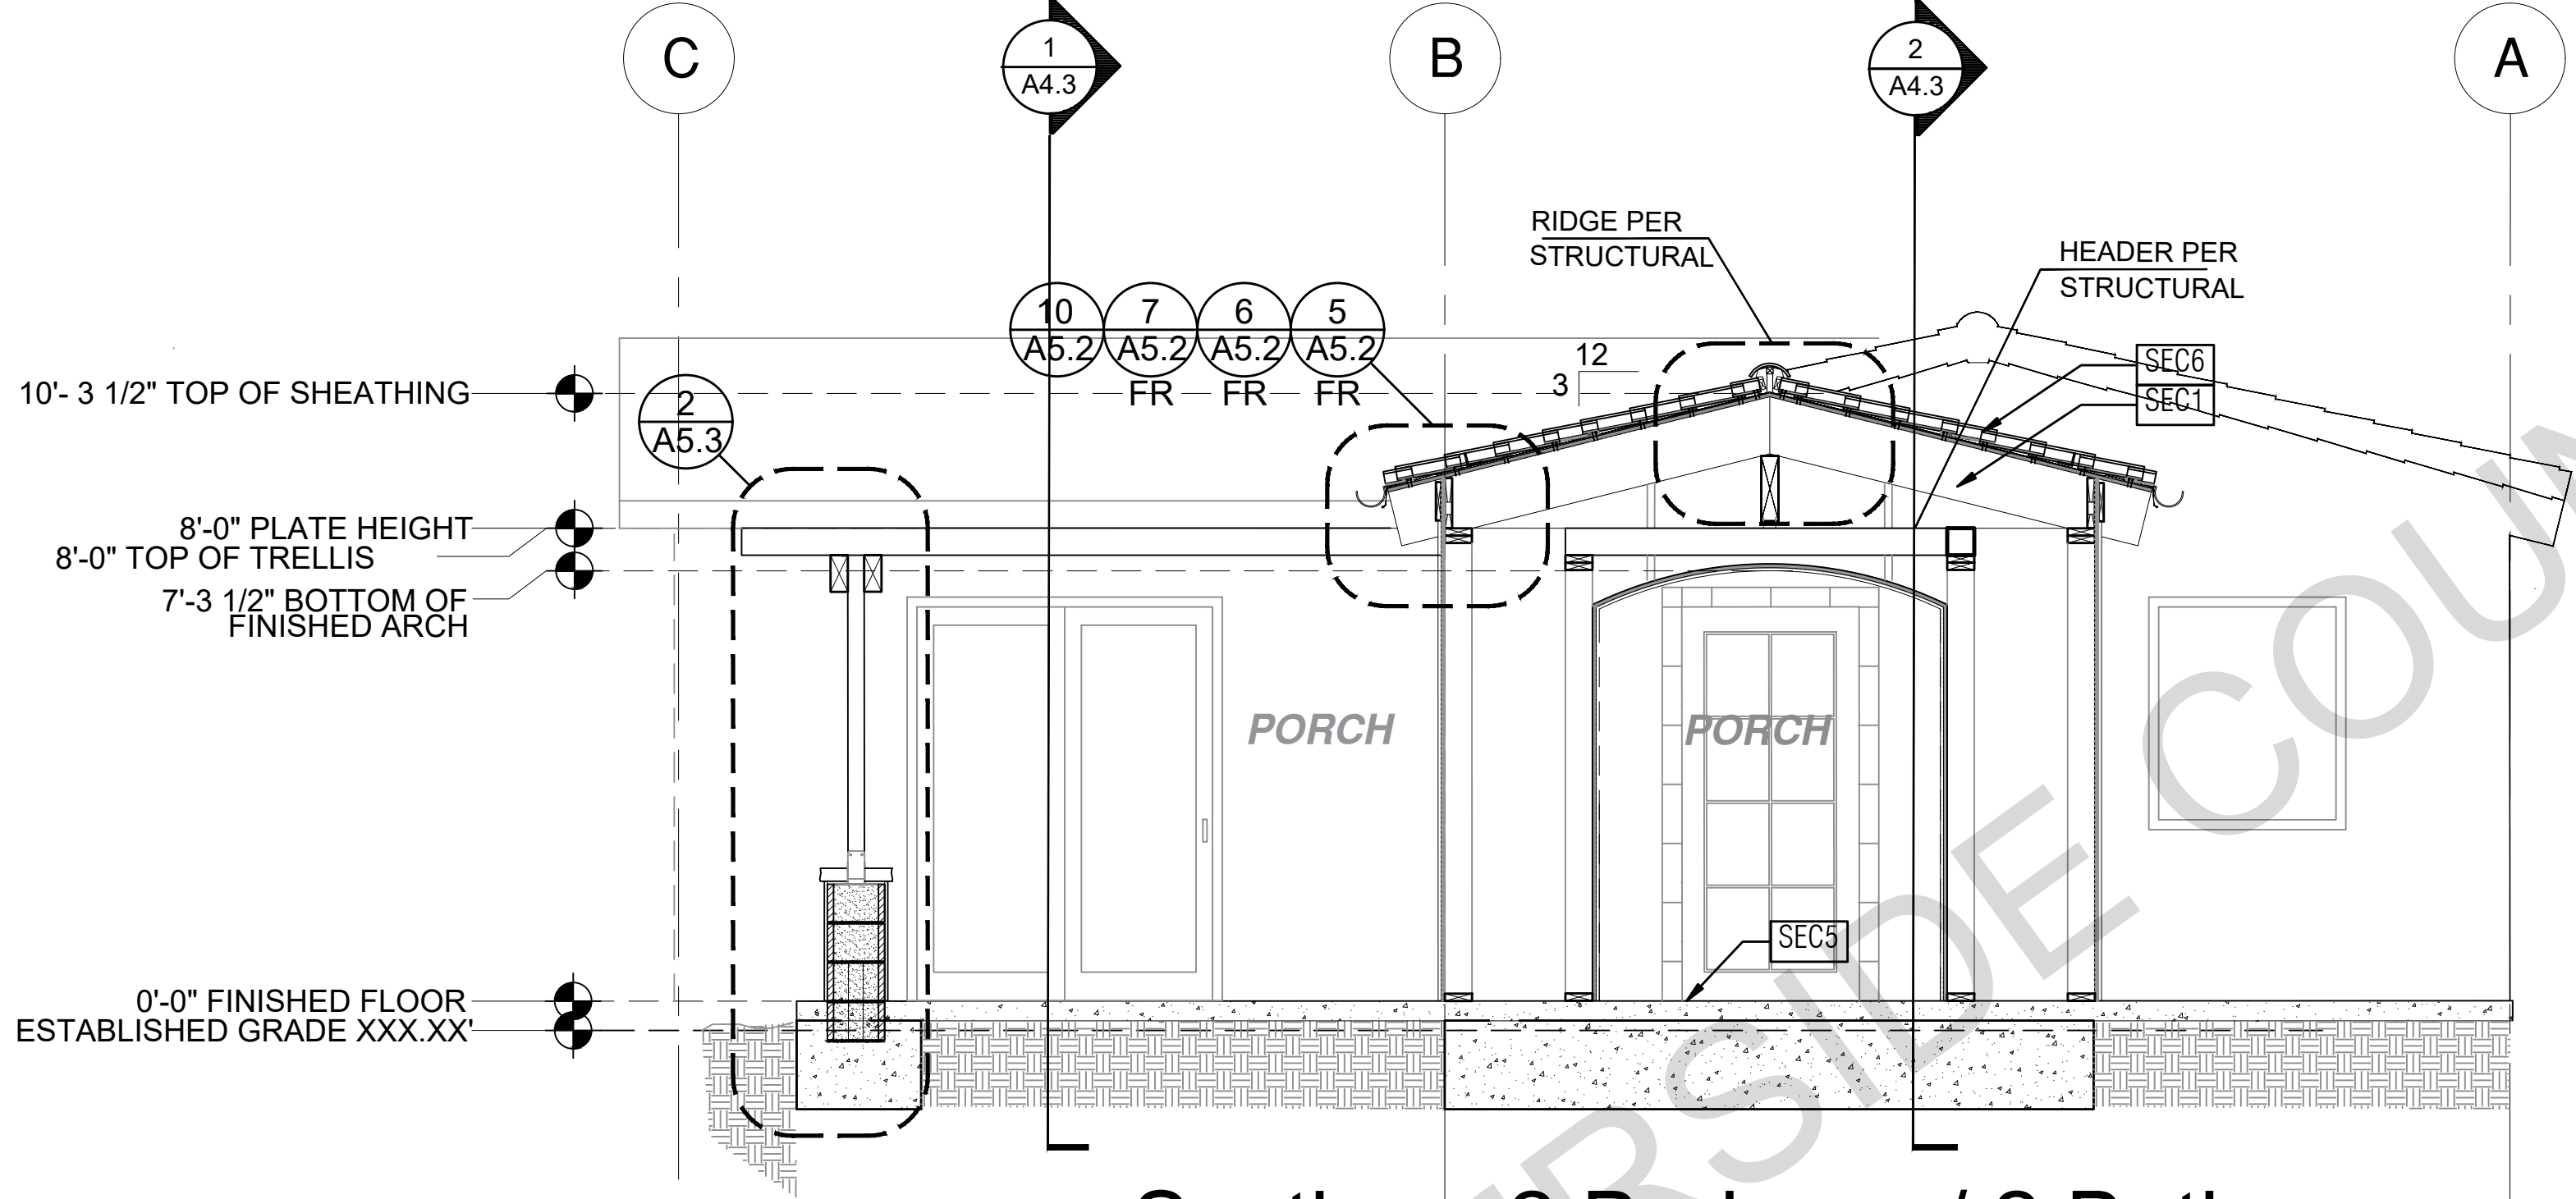 C
1
A4.3
B
2
A4.3
A
RIDGE PER
STRUCTURAL
HEADER PER
STRUCTURAL
10 7 6 5
A5.2 A5.2 A5.2 A5.2
FR FR FR
12
3
SEC6
SEC1
10'- 3 1/2" TOP OF SHEATHING
2
A5.3
8'-0" PLATE HEIGHT
8'-0" TOP OF TRELLIS
7'-3 1/2" BOTTOM OF
FINISHED ARCH
PORCH PORCH
SEC5
0'-0" FINISHED FLOOR
ESTABLISHED GRADE XXX.XX'